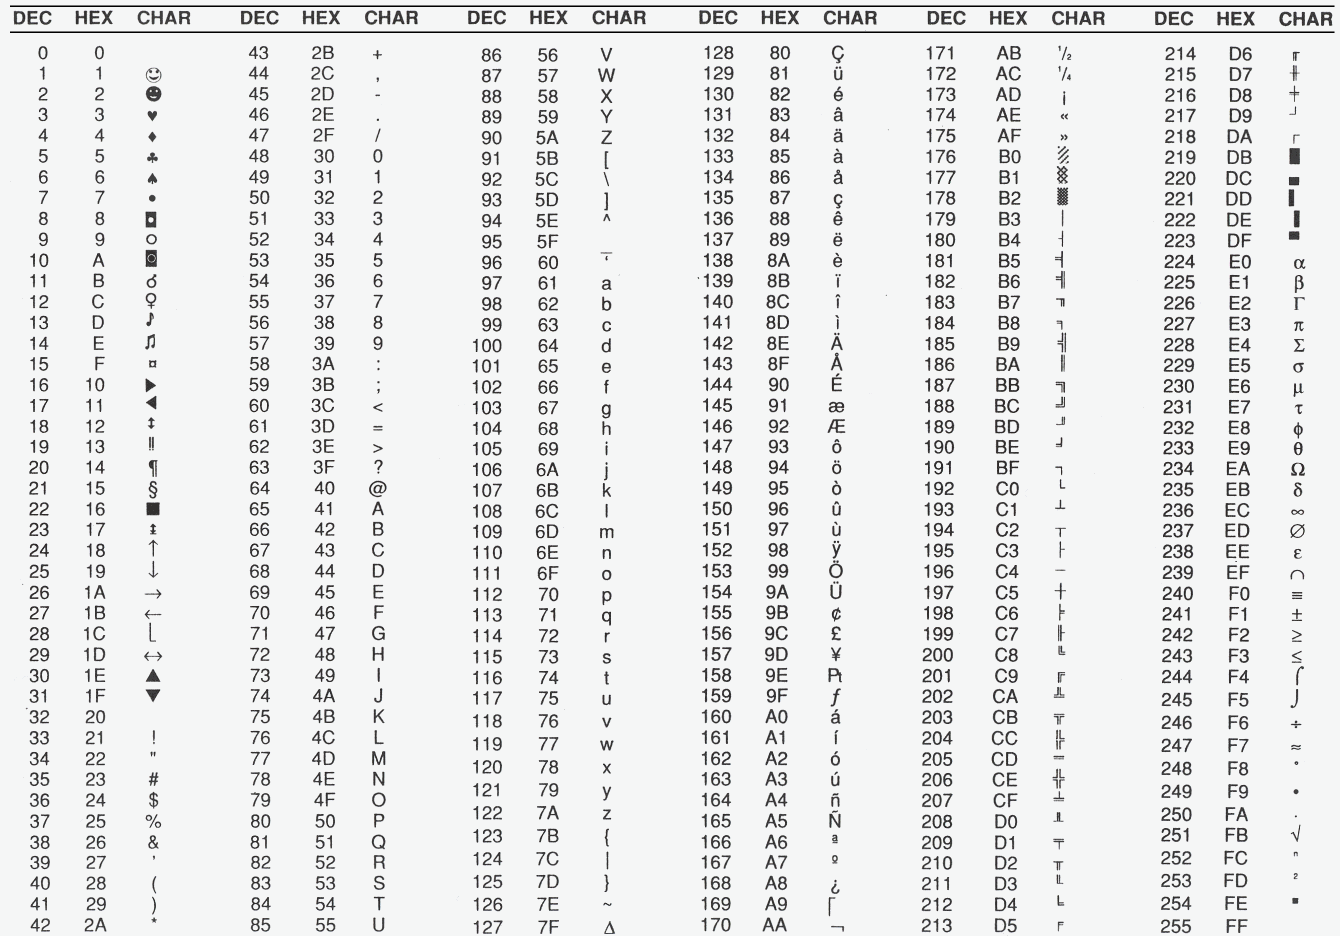 DEC HEX CHAR DEC HEX CHAR DEC HEX CHAR DEC HEX CHAR DEC HEX CHAR DEC HEX CHAR
0 0 43 2B + 86 56 V 128 80 Ç 171 AB ½ 214 D6 ╓
1 1 ☺ 44 2C , 87 57 W 129 81 ü 172 AC ¼ 215 D7 ╫
2 2 ☻ 45 2D - 88 58 X 130 82 é 173 AD ¡ 216 D8 ╪
3 3 ♥ 46 2E . 89 59 Y 131 83 â 174 AE « 217 D9 ┘
4 4 ♦ 47 2F / 90 5A Z 132 84 ä 175 AF » 218 DA ┌
5 5 ♣ 48 30 0 91 5B [ 133 85 à 176 B0 ░ 219 DB █
6 6 ♠ 49 31 1 92 5C \ 134 86 å 177 B1 ▒ 220 DC ▄
7 7 • 50 32 2 93 5D ] 135 87 ç 178 B2 ▓ 221 DD ▌
8 8 ◘ 51 33 3 94 5E ^ 136 88 ê 179 B3 │ 222 DE ▐
9 9 ○ 52 34 4 95 5F _ 137 89 ë 180 B4 ┤ 223 DF ▀
10 A ◙ 53 35 5 96 60 ‘ 138 8A è 181 B5 ╡ 224 E0 α
11 B ♂ 54 36 6 97 61 a 139 8B ï 182 B6 ╢ 225 E1 β
12 C ♀ 55 37 7 98 62 b 140 8C î 183 B7 ╖ 226 E2 Γ
13 D ♪ 56 38 8 99 63 c 141 8D ì 184 B8 ╕ 227 E3 π
14 E ♫ 57 39 9 100 64 d 142 8E Ä 185 B9 ╣ 228 E4 Σ
15 F ¤ 58 3A : 101 65 e 143 8F Å 186 BA ║ 229 E5 σ
16 10 ► 59 3B ; 102 66 f 144 90 É 187 BB ╗ 230 E6 µ
17 11 ◄ 60 3C < 103 67 g 145 91 æ 188 BC ╝ 231 E7 τ
18 12 ↕ 61 3D = 104 68 h 146 92 Æ 189 BD ╜ 232 E8 ϕ
19 13 ‼ 62 3E > 105 69 i 147 93 ô 190 BE ╛ 233 E9 θ
20 14 ¶ 63 3F ? 106 6A j 148 94 ö 191 BF ┐ 234 EA Ω
21 15 § 64 40 @ 107 6B k 149 95 ò 192 C0 └ 235 EB δ
22 16 ■ 65 41 A 108 6C l 150 96 û 193 C1 ┴ 236 EC ∞
23 17 ↨ 66 42 B 109 6D m 151 97 ù 194 C2 ┬ 237 ED ∅
24 18 ↑ 67 43 C 110 6E n 152 98 ÿ 195 C3 ├ 238 EE ε
25 19 ↓ 68 44 D 111 6F o 153 99 Ö 196 C4 ─ 239 EF ∩
26 1A → 69 45 E 112 70 p 154 9A Ü 197 C5 ┼ 240 F0 ≡
27 1B ← 70 46 F 113 71 q 155 9B ¢ 198 C6 ╞ 241 F1 ±
28 1C ∟ 71 47 G 114 72 r 156 9C £ 199 C7 ╟ 242 F2 ≥
29 1D ↔ 72 48 H 115 73 s 157 9D ¥ 200 C8 ╚ 243 F3 ≤
30 1E ▲ 73 49 I 116 74 t 158 9E ₧ 201 C9 ╔ 244 F4 ⌠
31 1F ▼ 74 4A J 117 75 u 159 9F ƒ 202 CA ╩ 245 F5 ⌡
32 20 75 4B K 118 76 v 160 A0 á 203 CB ╦ 246 F6 ÷
33 21 ! 76 4C L 119 77 w 161 A1 í 204 CC ╠ 247 F7 ≈
34 22 " 77 4D M 120 78 x 162 A2 ó 205 CD ═ 248 F8 °
35 23 # 78 4E N 121 79 y 163 A3 ú 206 CE ╬ 249 F9 •
36 24 $ 79 4F O 164 A4 ñ 207 CF ╧
37 25 % 80 50 P 122 7A z 165 A5 Ñ 208 D0 ╨ 250 FA ·
38 26 & 81 51 Q 123 7B { 166 A6 ª 209 D1 ╤ 251 FB √
39 27 ' 82 52 R 124 7C | 167 A7 º 210 D2 ╥ 252 FC ⁿ
40 28 ( 83 53 S 125 7D } 168 A8 ¿ 211 D3 ╙ 253 FD ²
41 29 ) 84 54 T 126 7E ~ 169 A9 ⌐ 212 D4 ╘ 254 FE ■
42 2A * 85 55 U 127 7F Δ 170 AA ¬ 213 D5 ╒ 255 FF